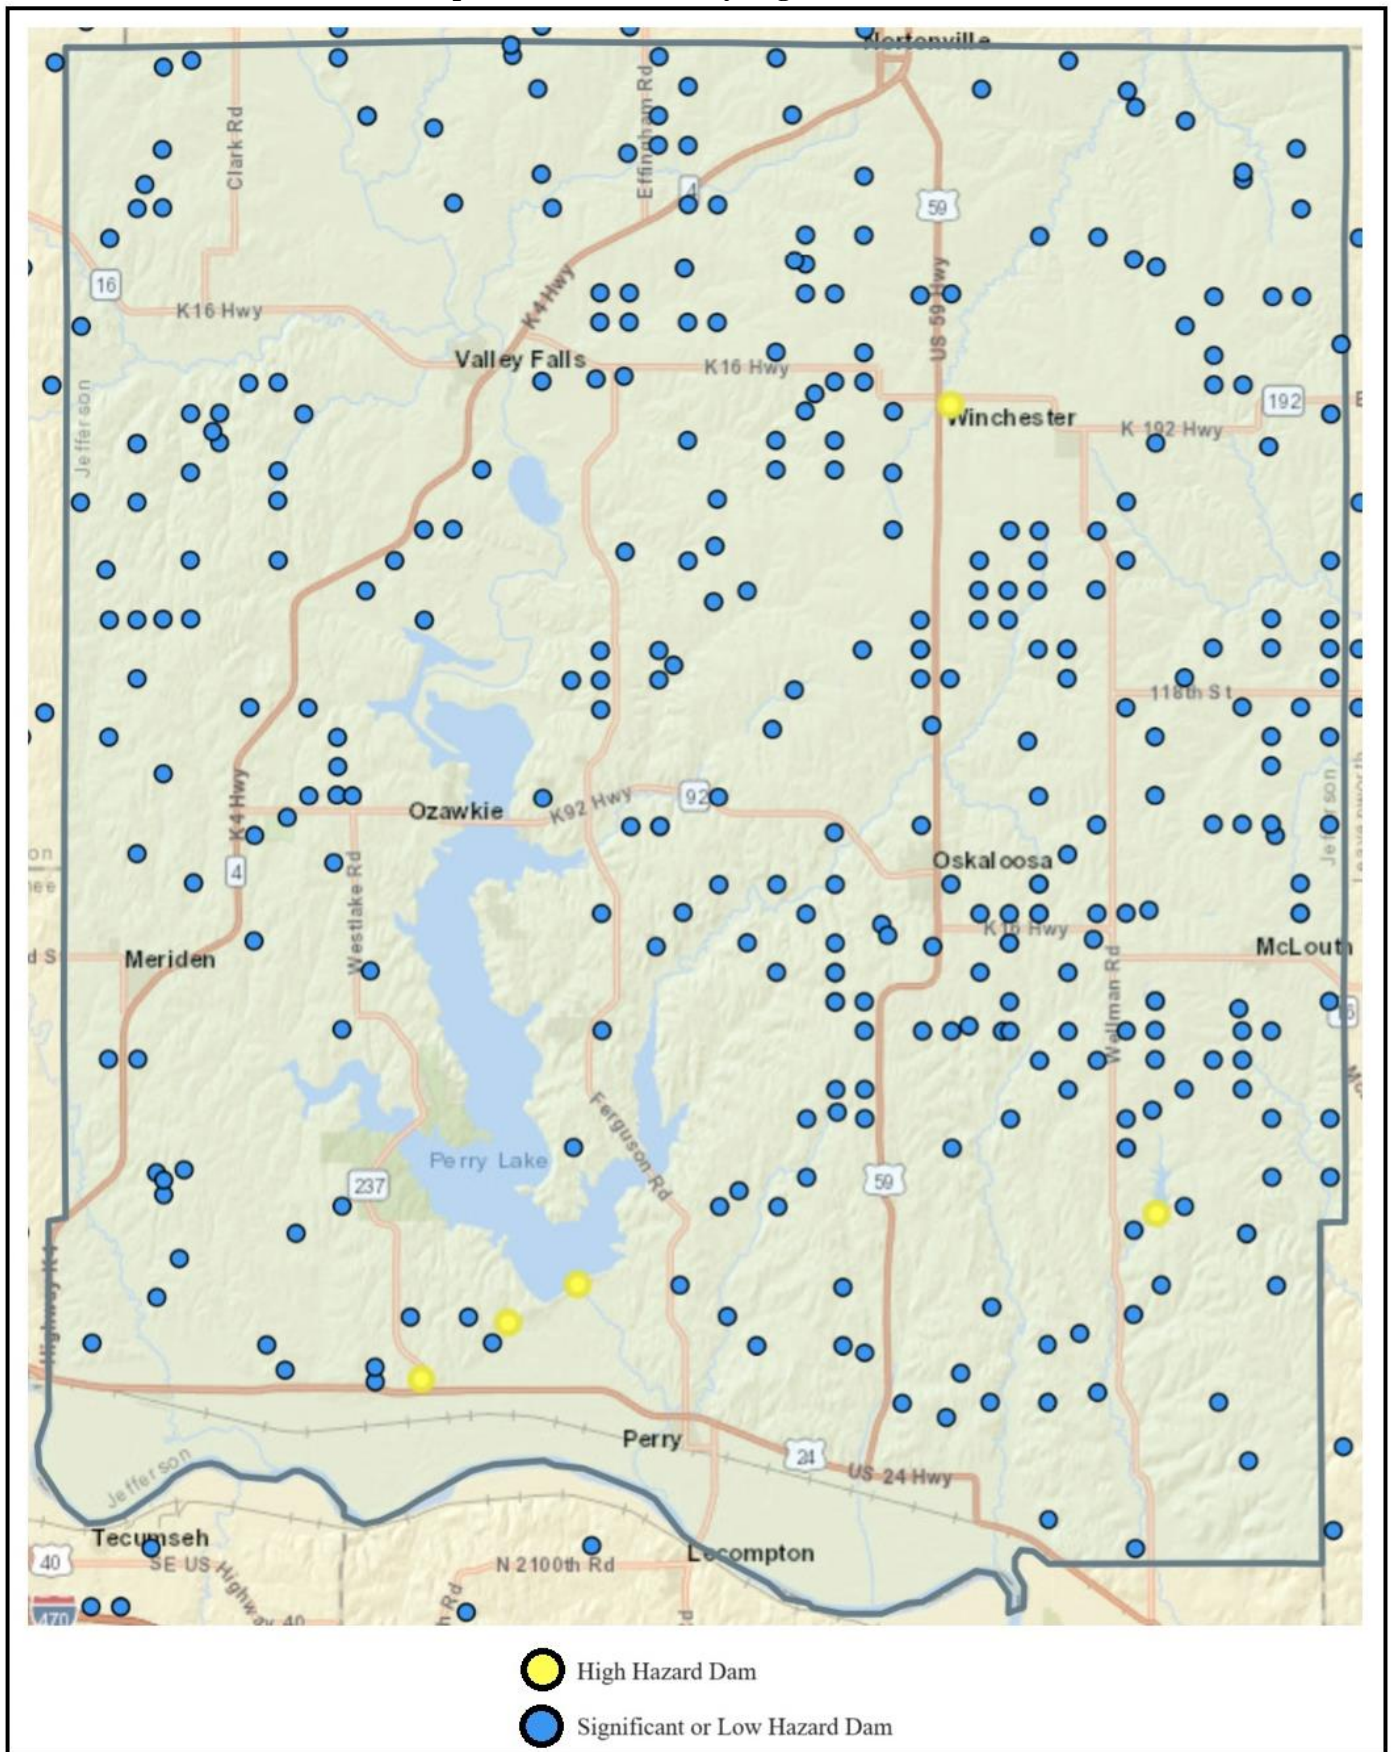 Nortonville
Clark Rd
Effingham Rd
4
59
16
K16 Hwy
K4 Hwy
US 59 Hwy
Valley Falls
K16 Hwy
192
Winchester
K 192 Hwy
Jefferson
118th St
K4 Hwy
Ozawkie
K92 Hwy
92
Jefferson
Leavenworth
on
4
Westlake Rd
Oskaloosa
K16 Hwy
d S
Meriden
McLouth
Wellman Rd
Ferguson Rd
Perry Lake
237
59
Highway K4
Perry
24
US 24 Hwy
Jefferson
Tecumseh
40
SE US Highway 40
N 2100th Rd
Lecompton
h Rd
470
High Hazard Dam
Significant or Low Hazard Dam